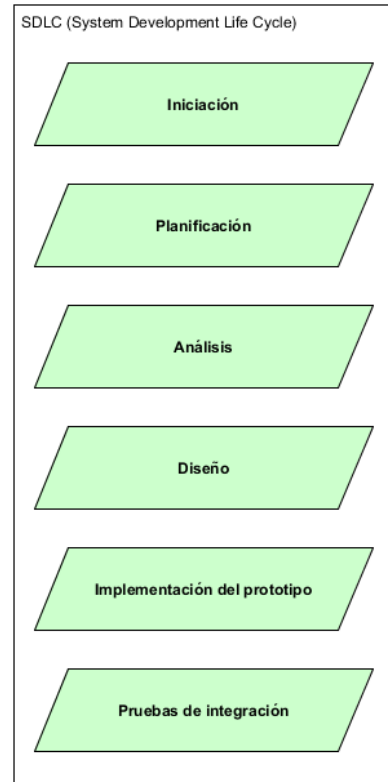 SDLC (System Development Life Cycle)
Iniciación
Planificación
Análisis
Diseño
Implementación del prototipo
Pruebas de integración